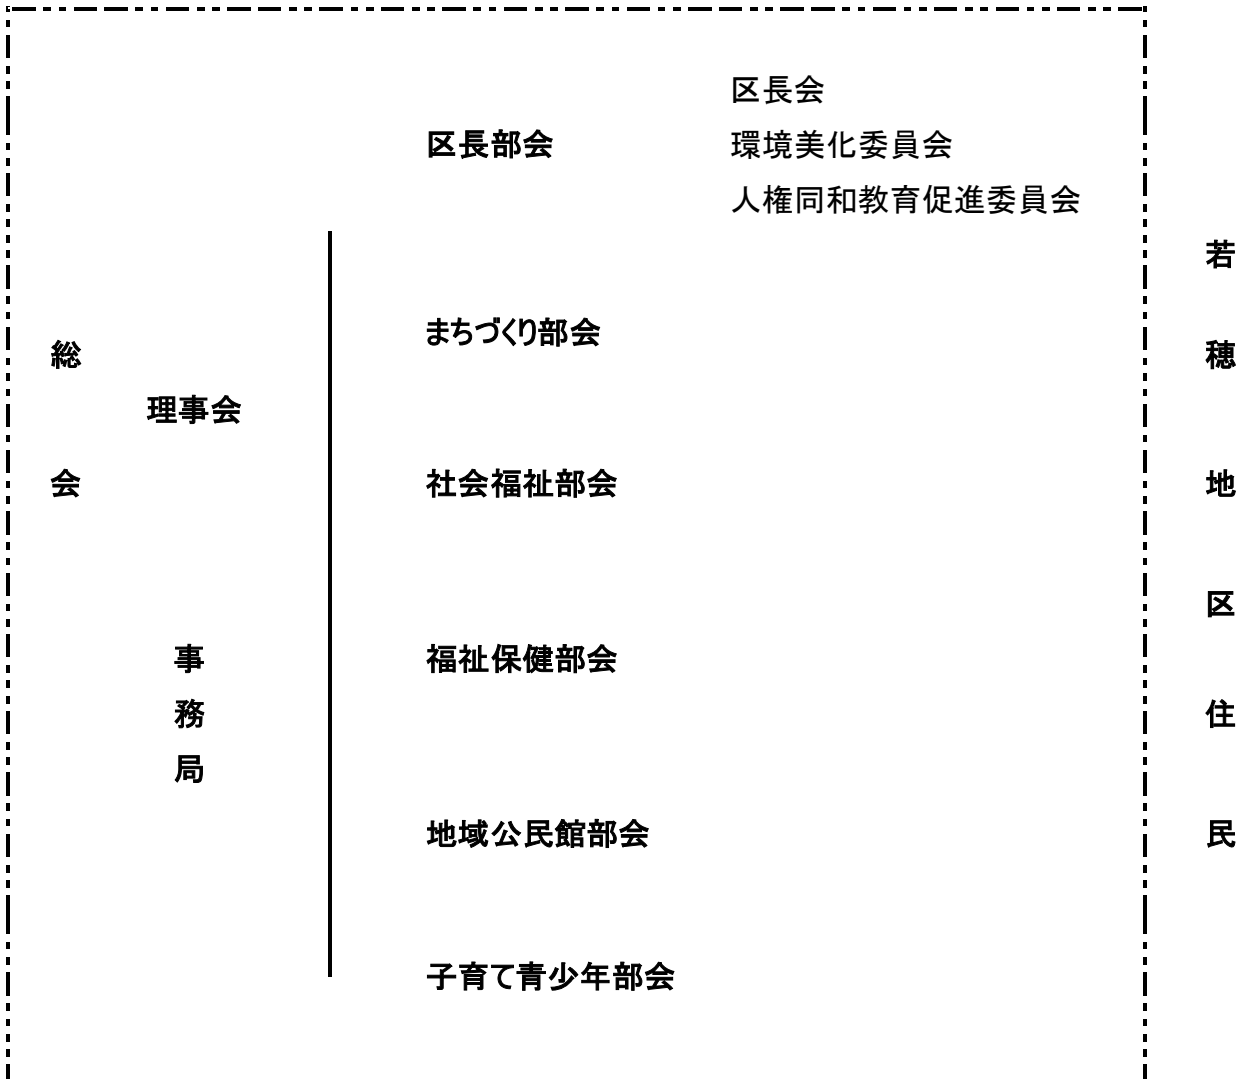 総会
理事会
事務局
区長部会
区長会
環境美化委員会
人権同和教育促進委員会
まちづくり部会
社会福祉部会
福祉保健部会
地域公民館部会
子育て青少年部会
若穂地区住民